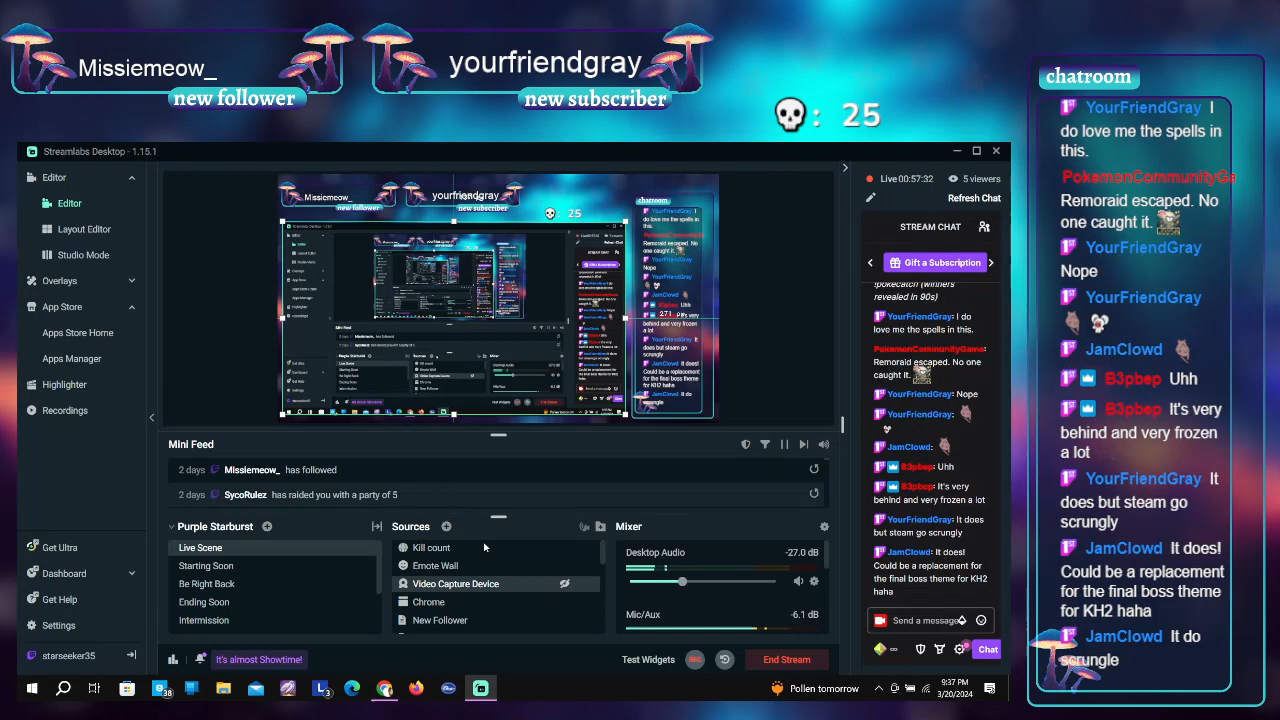 Missiemeow_
new follower
yourfriendgray
new subscriber
: 25
chatroom
YourFriendGray I
do love me the spells in
this.
PokemonCommunityGa
Remoraid escaped. No
one caught it.
YourFriendGray
Nope
YourFriendGray
JamClowd
B3pbep Uhh
B3pbep It's very
behind and very frozen
a lot
YourFriendGray It
does but steam go
scrungly
JamClowd It does!
Could be a replacement
for the final boss theme
for KH2 haha
JamClowd It do
scrungle
Streamlabs Desktop - 1.15.1
Editor
Editor
Layout Editor
Studio Mode
Overlays
App Store
Apps Store Home
Apps Manager
Highlighter
Recordings
Get Ultra
Dashboard
Get Help
Settings
starseeker35
Missiemeow_
new follower
yourfriendgray
new subscriber
25
chatroom
Mini Feed
2 days Missiemeow_ has followed
2 days SycoRulez has raided you with a party of 5
Purple Starburst
Live Scene
Starting Soon
Be Right Back
Ending Soon
Intermission
Sources
Kill count
Emote Wall
Video Capture Device
Chrome
New Follower
Mixer
Desktop Audio -27.0 dB
Mic/Aux -6.1 dB
It's almost Showtime!
Test Widgets
REC
End Stream
Live 00:57:32 5 viewers
Refresh Chat
STREAM CHAT
Gift a Subscription
pokecatch (winners
revealed in 90s)
YourFriendGray: I do
love me the spells in this.
PokemonCommunityGame:
Remoraid escaped. No one
caught it.
YourFriendGray: Nope
YourFriendGray:
JamClowd:
B3pbep: Uhh
B3pbep: It's very
behind and very frozen a lot
YourFriendGray: It does
but steam go scrungly
JamClowd: It does!
Could be a replacement for
the final boss theme for KH2
haha
Send a message
Chat
38
3
Pollen tomorrow
9:37 PM
3/20/2024